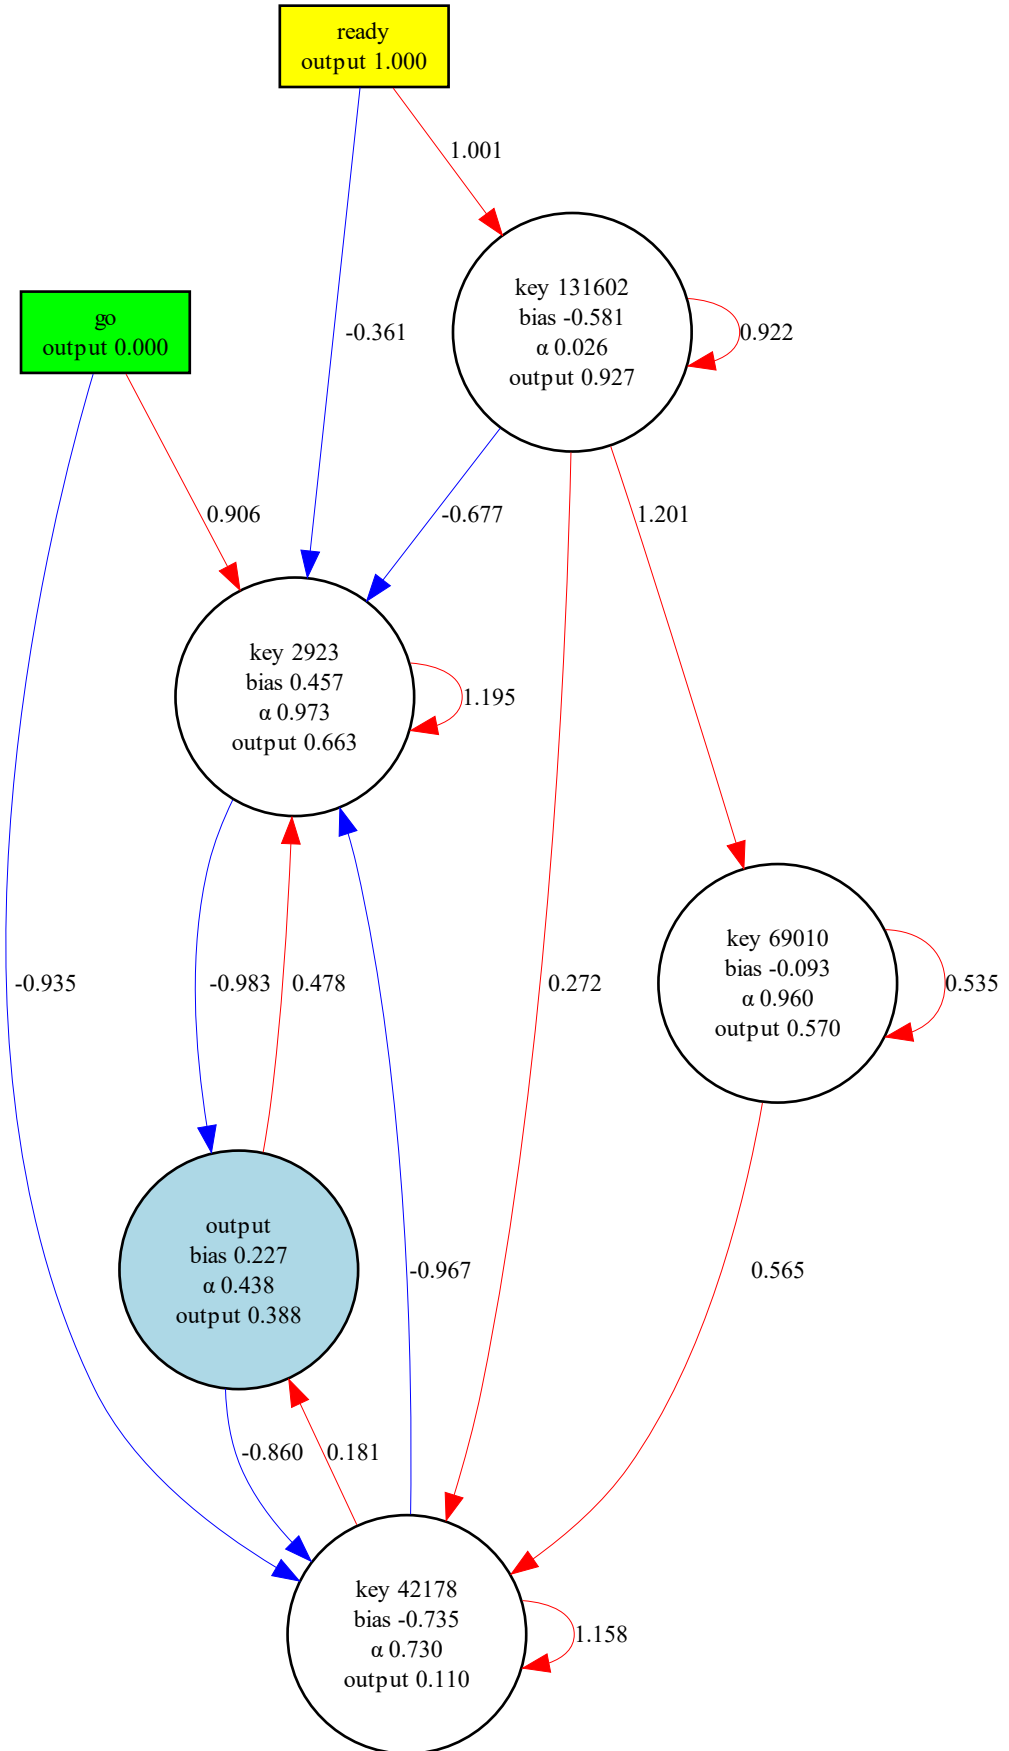 ready
output 1.000
1.001
key 131602
bias -0.581
α 0.026
output 0.927
0.922
go
output 0.000
-0.361
0.906
-0.677
1.201
key 2923
bias 0.457
α 0.973
output 0.663
1.195
key 69010
bias -0.093
α 0.960
output 0.570
0.535
-0.935
-0.983
0.478
0.272
output
bias 0.227
α 0.438
output 0.388
-0.967
0.565
-0.860
0.181
key 42178
bias -0.735
α 0.730
output 0.110
1.158